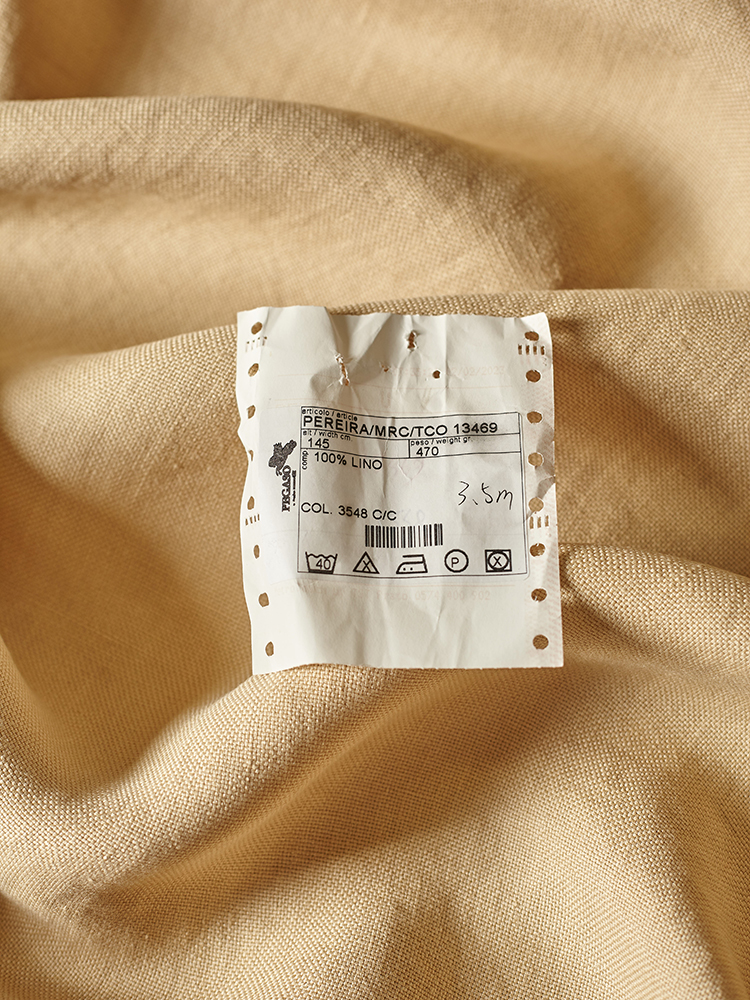 articolo / article
PEREIRA/MRC/TCO 13469
alt / width cm
145
peso / weight gr.
470
comp
100% LINO
PEGASO
3.5m
COL. 3548 C/C
40
X
P
X